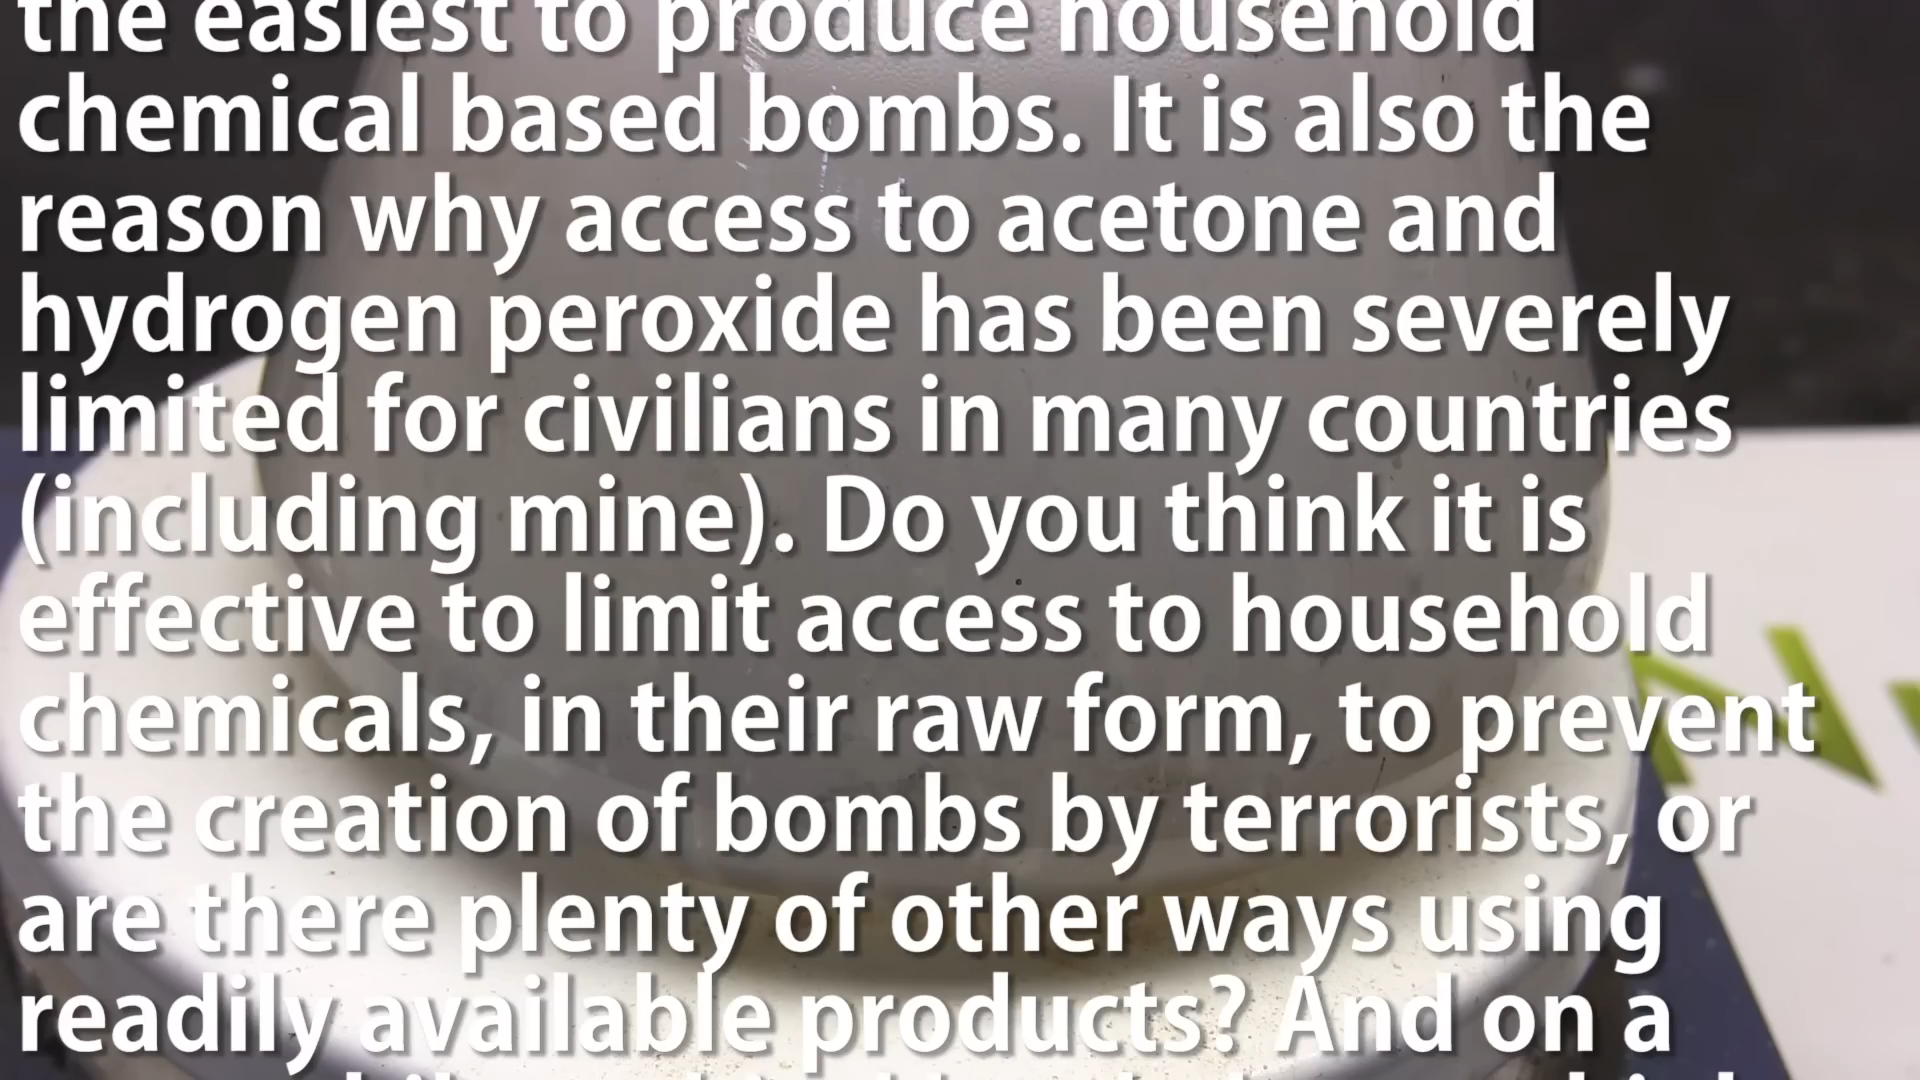 the easiest to produce household
chemical based bombs. It is also the
reason why access to acetone and
hydrogen peroxide has been severely
limited for civilians in many countries
(including mine). Do you think it is
effective to limit access to household
chemicals, in their raw form, to prevent
the creation of bombs by terrorists, or
are there plenty of other ways using
readily available products? And on a